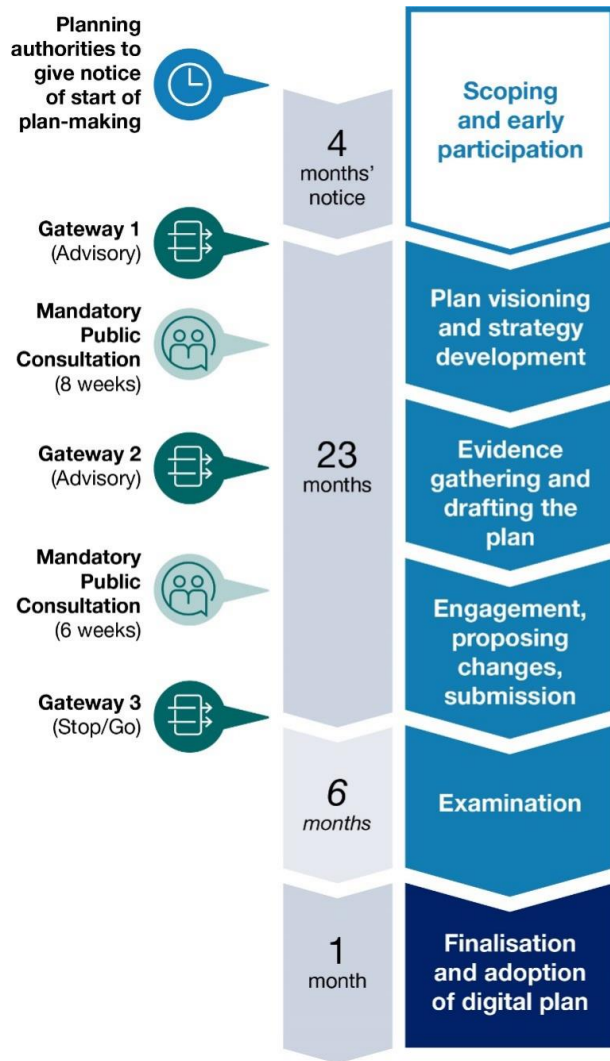 Planning
authorities to
give notice
of start of
plan-making
4
months’
notice
Scoping
and early
participation
Gateway 1
(Advisory)
Plan visioning
and strategy
development
Mandatory
Public
Consultation
(8 weeks)
23
months
Gateway 2
(Advisory)
Evidence
gathering and
drafting the
plan
Mandatory
Public
Consultation
(6 weeks)
Engagement,
proposing
changes,
submission
Gateway 3
(Stop/Go)
6
months
Examination
1
month
Finalisation
and adoption
of digital plan